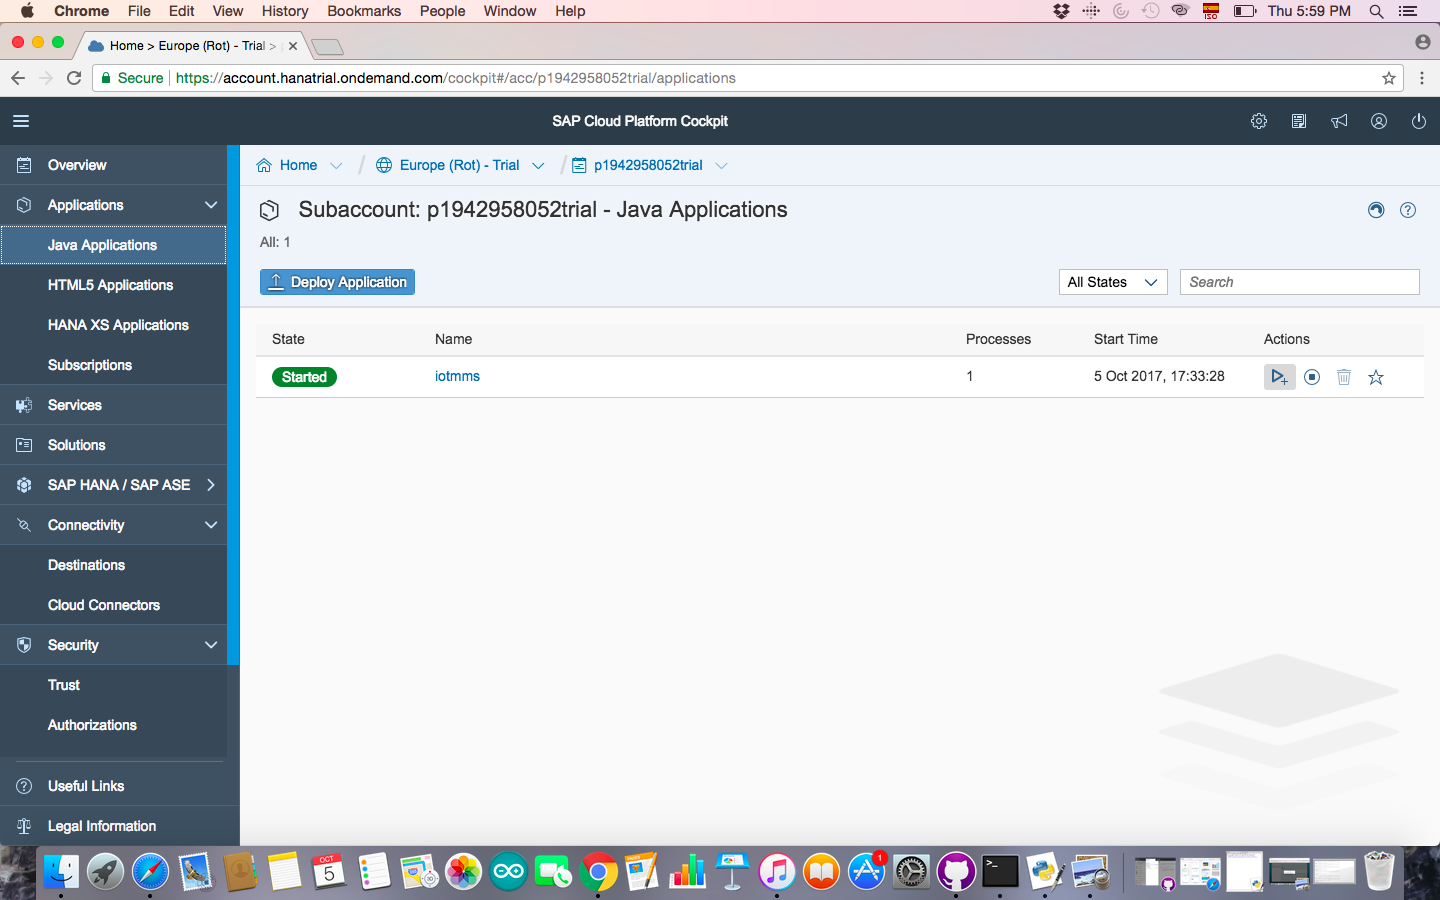 Chrome File Edit View History Bookmarks People Window Help ISO Thu 5:59 PM
Home > Europe (Rot) - Trial >
Secure https://account.hanatrial.ondemand.com/cockpit#/acc/p1942958052trial/applications
SAP Cloud Platform Cockpit
Overview
Applications
Java Applications
HTML5 Applications
HANA XS Applications
Subscriptions
Services
Solutions
SAP HANA / SAP ASE
Connectivity
Destinations
Cloud Connectors
Security
Trust
Authorizations
Useful Links
Legal Information
Home / Europe (Rot) - Trial / p1942958052trial
Subaccount: p1942958052trial - Java Applications
All: 1
Deploy Application
All States
Search
State Name Processes Start Time Actions
Started iotmms 1 5 Oct 2017, 17:33:28
OCT
5
1